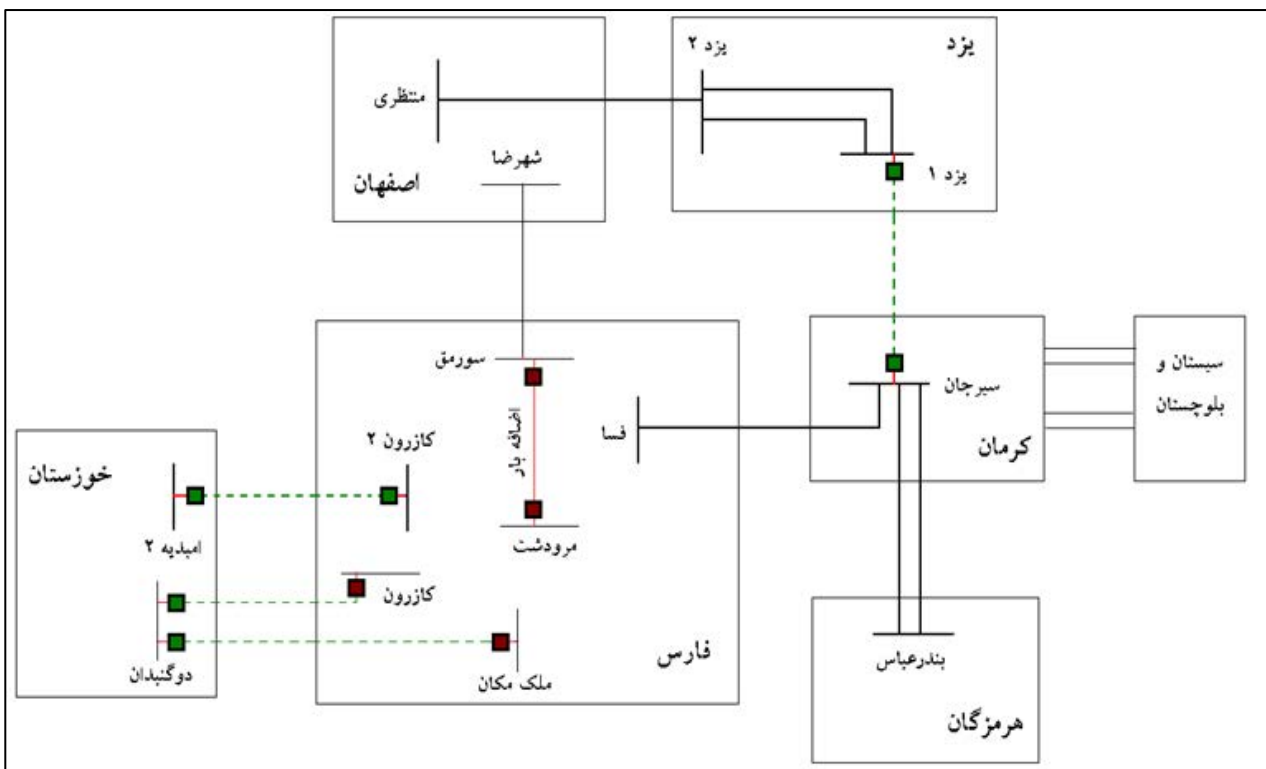 یزد
یزد ۲
منتظری
شهرضا
یزد ۱
اصفهان
سورمق
سیرجان
سیستان و
بلوچستان
اضافه بار
فسا
کازرون ۲
کرمان
خوزستان
امیدیه ۲
مرودشت
کازرون
بندرعباس
فارس
دوگنبدان
ملک مکان
هرمزگان